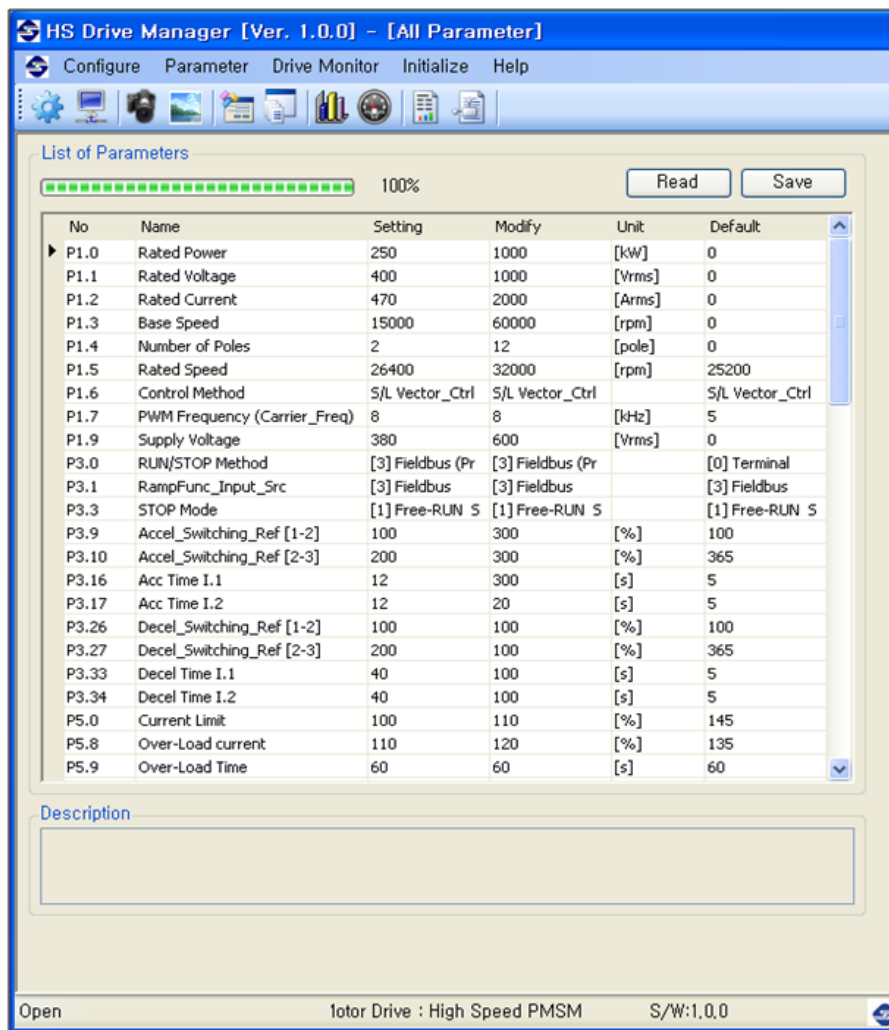 HS Drive Manager [Ver. 1.0.0] - [All Parameter]
Configure Parameter Drive Monitor Initialize Help
List of Parameters
100% Read Save
No Name Setting Modify Unit Default
P1.0 Rated Power 250 1000 [kW] 0
P1.1 Rated Voltage 400 1000 [Vrms] 0
P1.2 Rated Current 470 2000 [Arms] 0
P1.3 Base Speed 15000 60000 [rpm] 0
P1.4 Number of Poles 2 12 [pole] 0
P1.5 Rated Speed 26400 32000 [rpm] 25200
P1.6 Control Method S/L Vector_Ctrl S/L Vector_Ctrl S/L Vector_Ctrl
P1.7 PWM Frequency (Carrier_Freq) 8 8 [kHz] 5
P1.9 Supply Voltage 380 600 [Vrms] 0
P3.0 RUN/STOP Method [3] Fieldbus (Pr [3] Fieldbus (Pr [0] Terminal
P3.1 RampFunc_Input_Src [3] Fieldbus [3] Fieldbus [3] Fieldbus
P3.3 STOP Mode [1] Free-RUN S [1] Free-RUN S [1] Free-RUN S
P3.9 Accel_Switching_Ref [1-2] 100 300 [%] 100
P3.10 Accel_Switching_Ref [2-3] 200 300 [%] 365
P3.16 Acc Time I.1 12 300 [s] 5
P3.17 Acc Time I.2 12 20 [s] 5
P3.26 Decel_Switching_Ref [1-2] 100 100 [%] 100
P3.27 Decel_Switching_Ref [2-3] 200 100 [%] 365
P3.33 Decel Time I.1 40 100 [s] 5
P3.34 Decel Time I.2 40 100 [s] 5
P5.0 Current Limit 100 110 [%] 145
P5.8 Over-Load current 110 120 [%] 135
P5.9 Over-Load Time 60 60 [s] 60
Description
Open 1otor Drive : High Speed PMSM S/W:1.0.0